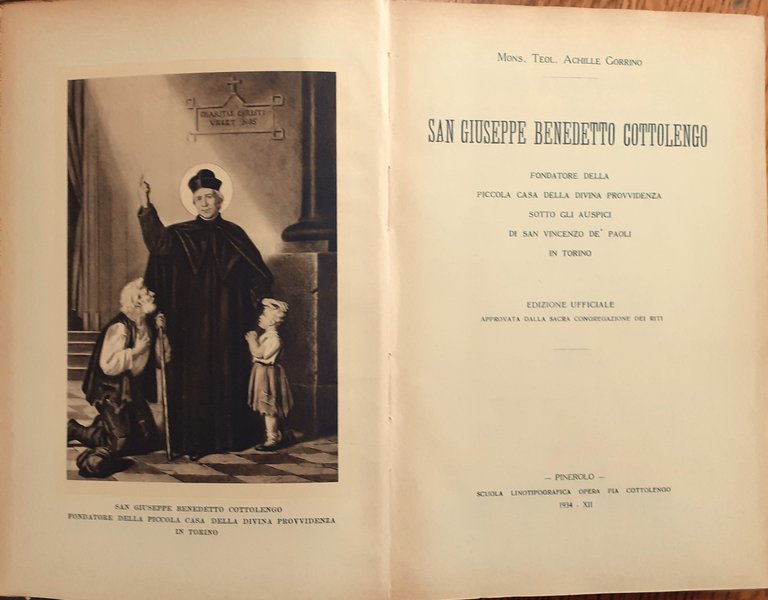 CHARITAS CHRISTI
URGET NOS
SAN GIUSEPPE BENEDETTO COTTOLENGO
FONDATORE DELLA PICCOLA CASA DELLA DIVINA PROVVIDENZA
IN TORINO
MONS. TEOL. ACHILLE GORRINO
SAN GIUSEPPE BENEDETTO COTTOLENGO
FONDATORE DELLA
PICCOLA CASA DELLA DIVINA PROVVIDENZA
SOTTO GLI AUSPICI
DI SAN VINCENZO DE' PAOLI
IN TORINO
EDIZIONE UFFICIALE
APPROVATA DALLA SACRA CONGREGAZIONE DEI RITI
— PINEROLO —
SCUOLA LINOTIPOGRAFICA OPERA PIA COTTOLENGO
1934 - XII